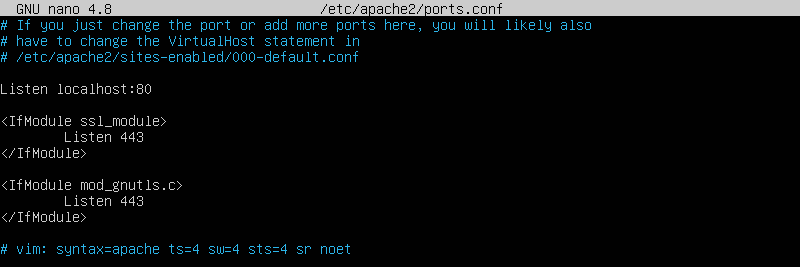 GNU nano 4.8 /etc/apache2/ports.conf
# If you just change the port or add more ports here, you will likely also
# have to change the VirtualHost statement in
# /etc/apache2/sites-enabled/000-default.conf
Listen localhost:80
<IfModule ssl_module>
Listen 443
</IfModule>
<IfModule mod_gnutls.c>
Listen 443
</IfModule>
# vim: syntax=apache ts=4 sw=4 sts=4 sr noet